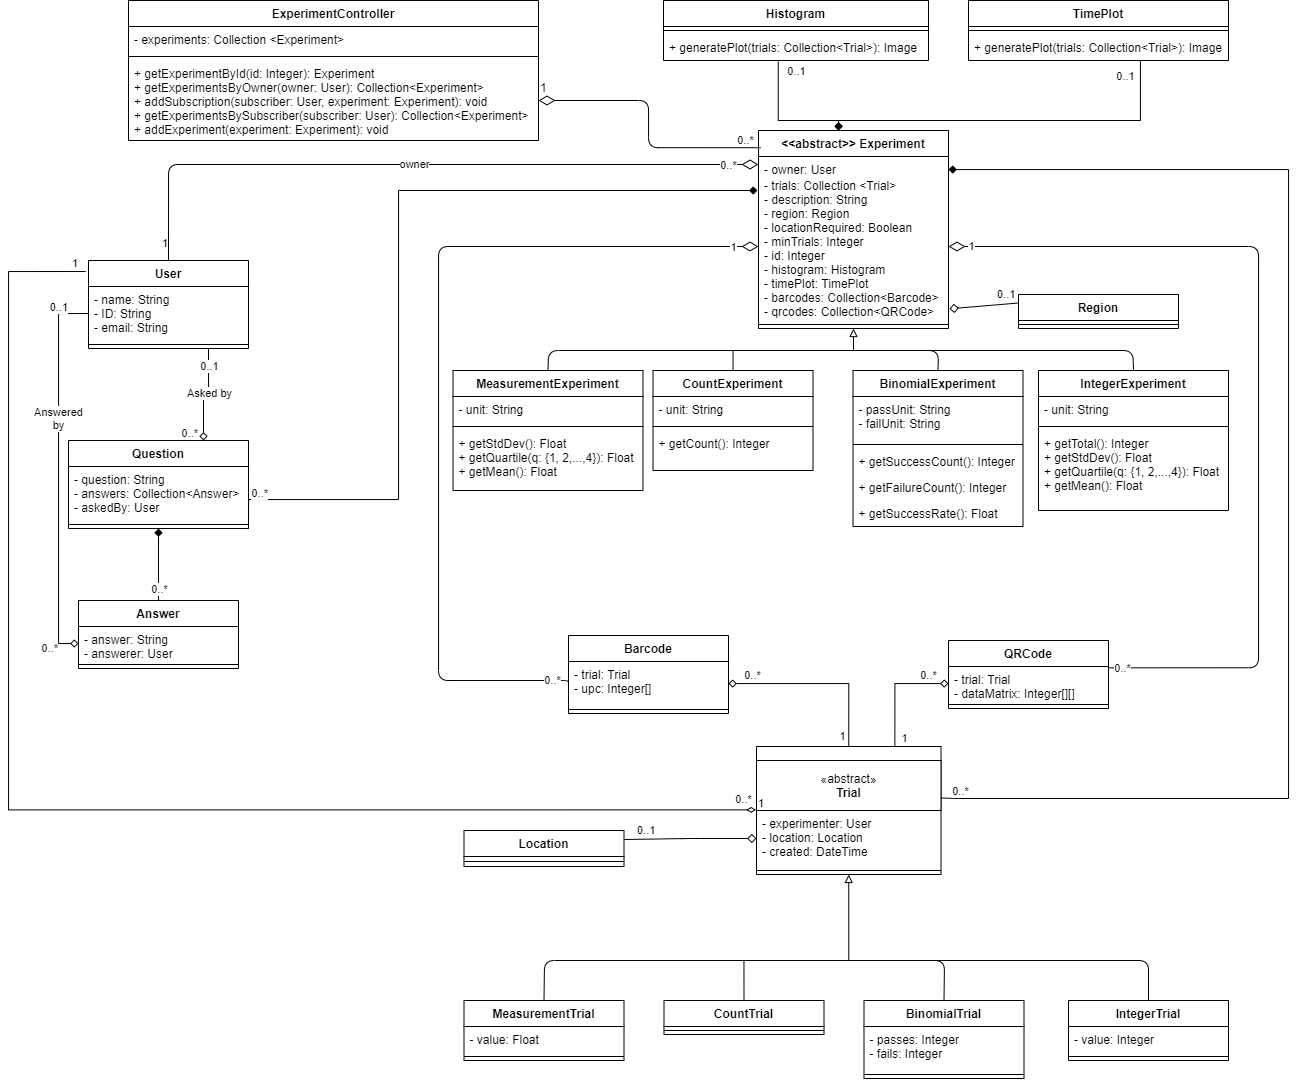 ExperimentController
- experiments: Collection <Experiment>
+ getExperimentById(id: Integer): Experiment
+ getExperimentsByOwner(owner: User): Collection<Experiment>
+ addSubscription(subscriber: User, experiment: Experiment): void
+ getExperimentsBySubscriber(subscriber: User): Collection<Experiment>
+ addExperiment(experiment: Experiment): void
1
0..*
Histogram
+ generatePlot(trials: Collection<Trial>): Image
0..1
TimePlot
+ generatePlot(trials: Collection<Trial>): Image
0..1
<<abstract>> Experiment
- owner: User
- trials: Collection <Trial>
- description: String
- region: Region
- locationRequired: Boolean
- minTrials: Integer
- id: Integer
- histogram: Histogram
- timePlot: TimePlot
- barcodes: Collection<Barcode>
- qrcodes: Collection<QRCode>
owner
0..*
1
1
1
1
0..1
Region
User
- name: String
- ID: String
- email: String
0..1
0..1
Asked by
0..*
Answered
by
Question
- question: String
- answers: Collection<Answer>
- askedBy: User
0..*
0..*
Answer
- answer: String
- answerer: User
0..*
MeasurementExperiment
- unit: String
+ getStdDev(): Float
+ getQuartile(q: {1, 2,...,4}): Float
+ getMean(): Float
CountExperiment
- unit: String
+ getCount(): Integer
BinomialExperiment
- passUnit: String
- failUnit: String
+ getSuccessCount(): Integer
+ getFailureCount(): Integer
+ getSuccessRate(): Float
IntegerExperiment
- unit: String
+ getTotal(): Integer
+ getStdDev(): Float
+ getQuartile(q: {1, 2,...,4}): Float
+ getMean(): Float
0..*
Barcode
- trial: Trial
- upc: Integer[]
0..*
1
QRCode
- trial: Trial
- dataMatrix: Integer[][]
0..*
0..*
1
«abstract»
Trial
- experimenter: User
- location: Location
- created: DateTime
0..*
1
0..*
0..1
Location
MeasurementTrial
- value: Float
CountTrial
BinomialTrial
- passes: Integer
- fails: Integer
IntegerTrial
- value: Integer